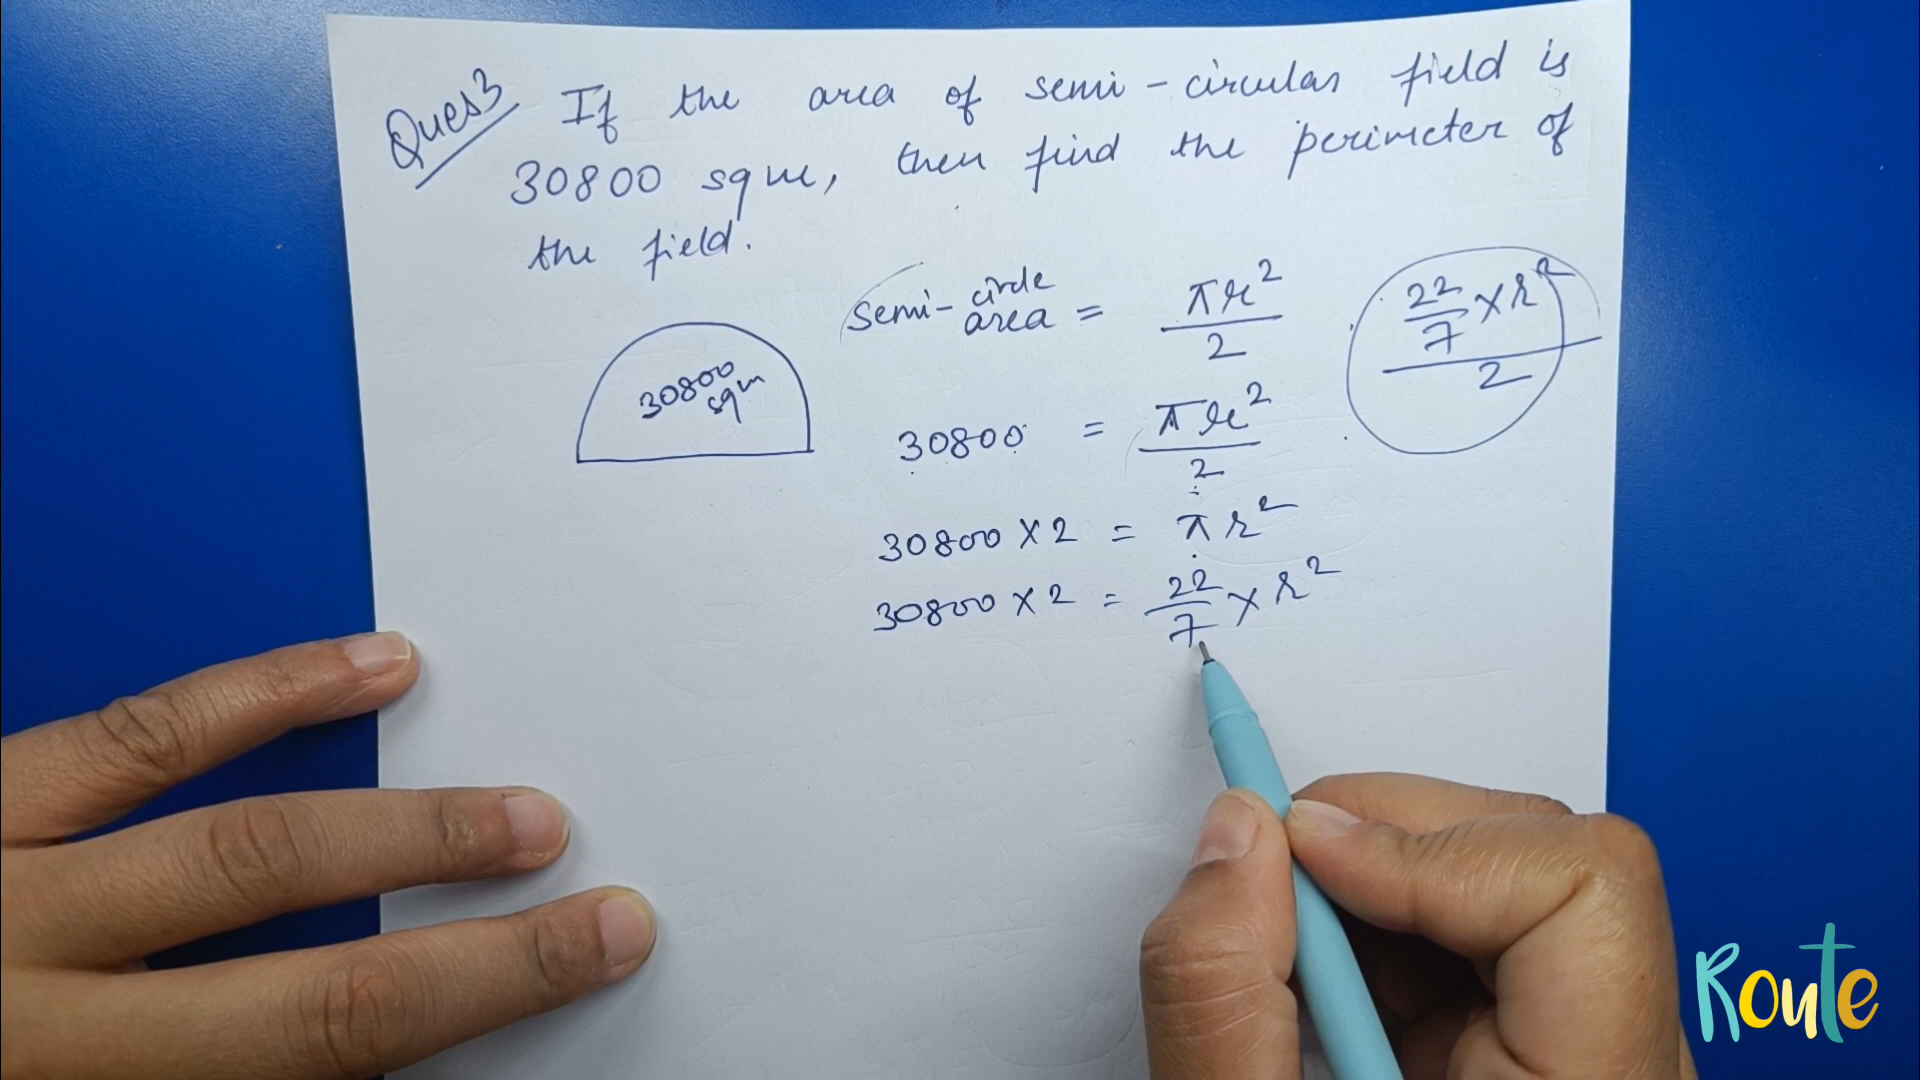 Ques3 If the area of semi-circular field is
30800 sqm, then find the perimeter of
the field.
30800
sqm
Semi-circle area = πr²/2
22/7 × r²/2
30800 = πr²/2
30800 × 2 = πr²
30800 × 2 = 22/7 × r²
Route